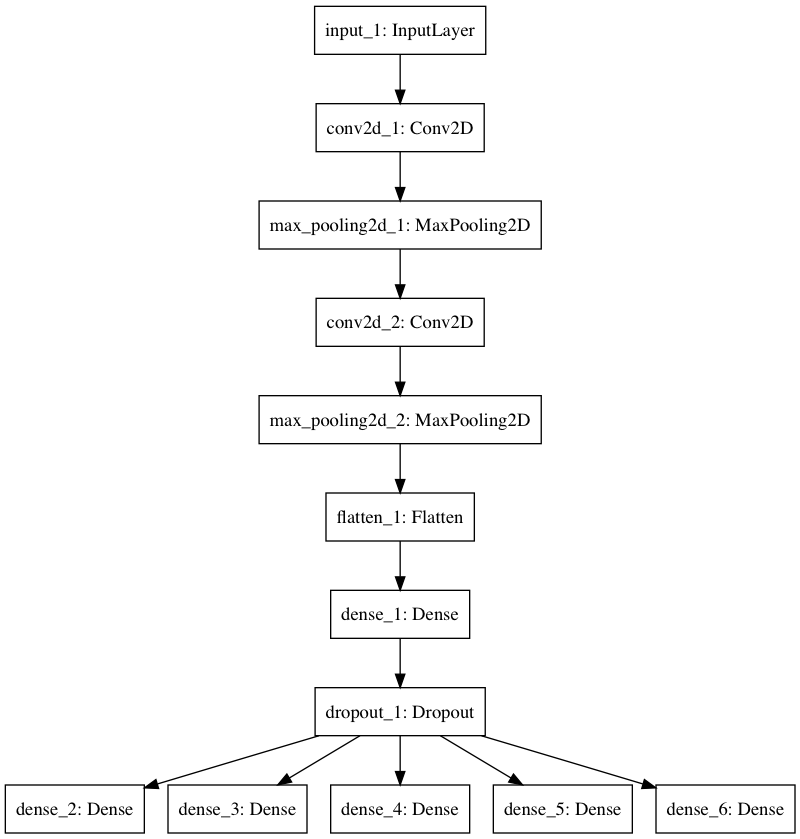 input_1: InputLayer
conv2d_1: Conv2D
max_pooling2d_1: MaxPooling2D
conv2d_2: Conv2D
max_pooling2d_2: MaxPooling2D
flatten_1: Flatten
dense_1: Dense
dropout_1: Dropout
dense_2: Dense
dense_3: Dense
dense_4: Dense
dense_5: Dense
dense_6: Dense